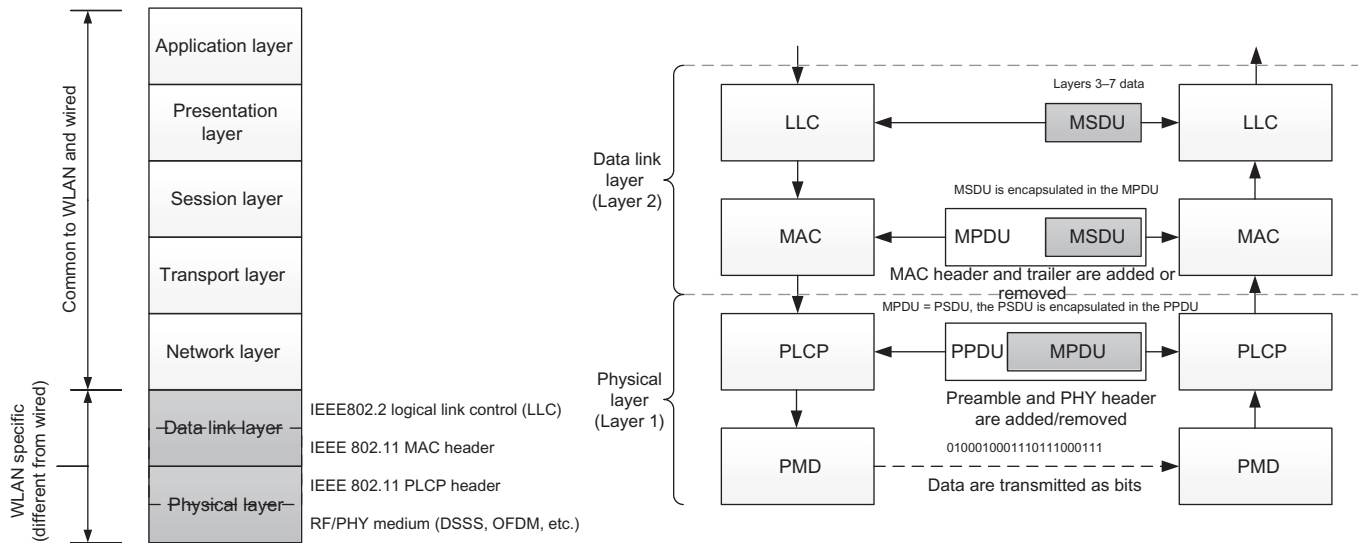 Common to WLAN and wired
WLAN specific
(different from wired)
Application layer
Presentation
layer
Session layer
Transport layer
Network layer
Data link layer
Physical layer
IEEE802.2 logical link control (LLC)
IEEE 802.11 MAC header
IEEE 802.11 PLCP header
RF/PHY medium (DSSS, OFDM, etc.)
Data link
layer
(Layer 2)
Physical
layer
(Layer 1)
Layers 3–7 data
LLC
MSDU
LLC
MSDU is encapsulated in the MPDU
MAC
MPDU
MSDU
MAC
MAC header and trailer are added or
removed
MPDU = PSDU, the PSDU is encapsulated in the PPDU
PLCP
PPDU
MPDU
PLCP
Preamble and PHY header
are added/removed
PMD
0100010001110111000111
PMD
Data are transmitted as bits